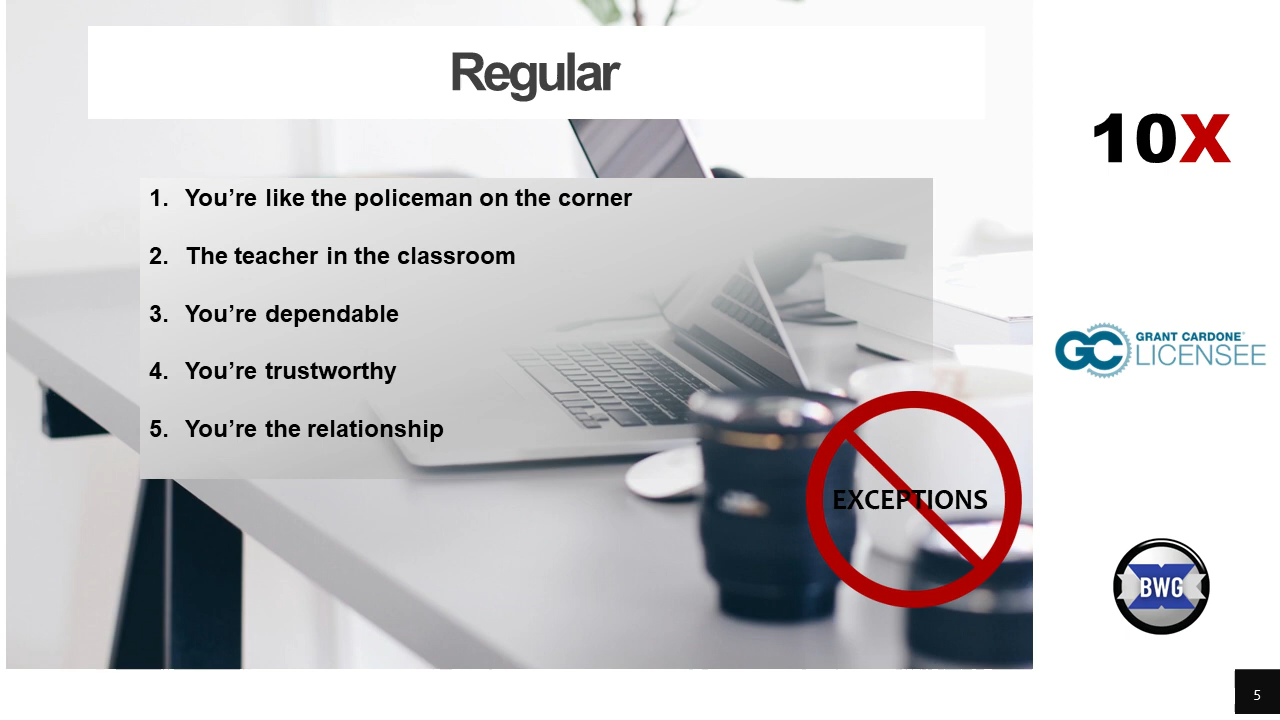 Regular
10X
1. You're like the policeman on the corner
2. The teacher in the classroom
3. You're dependable
4. You're trustworthy
5. You're the relationship
GC GRANT CARDONE
LICENSEE
EXCEPTIONS
BWG
5